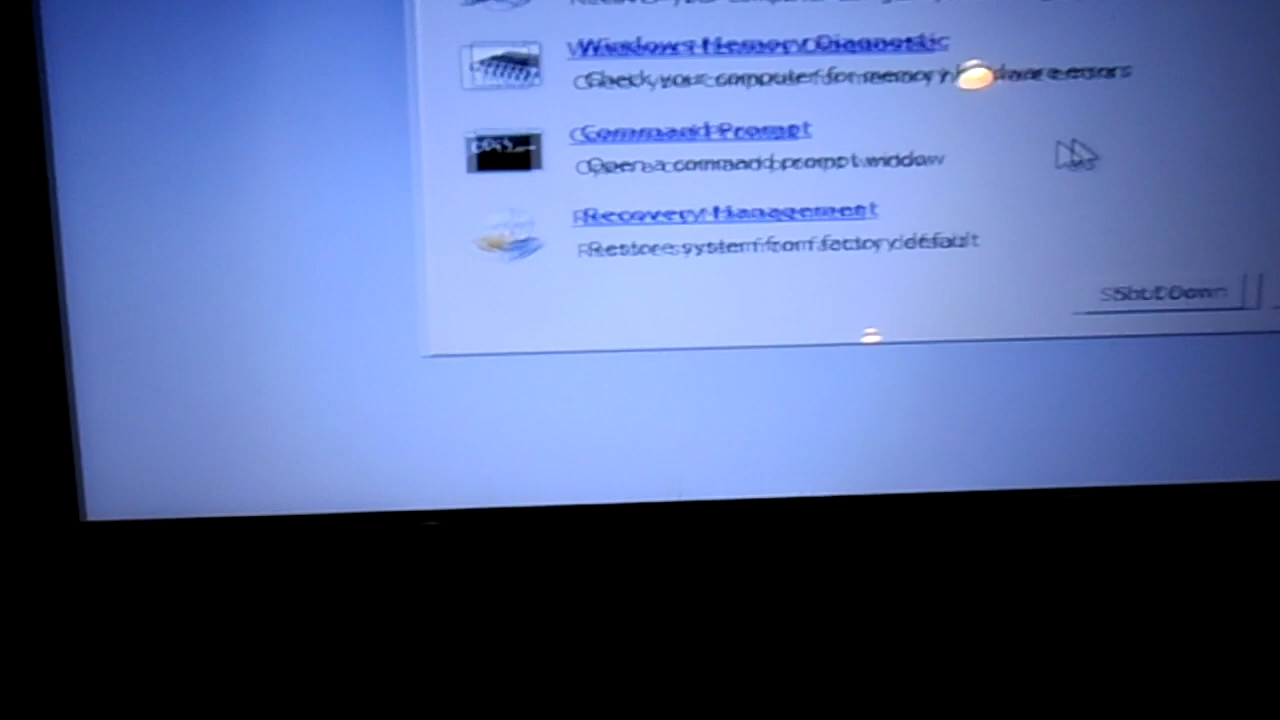 Windows Memory Diagnostic
Check your computer for memory hardware errors
Command Prompt
Open a command prompt window
Recovery Management
Restore system from factory default
Shut Down